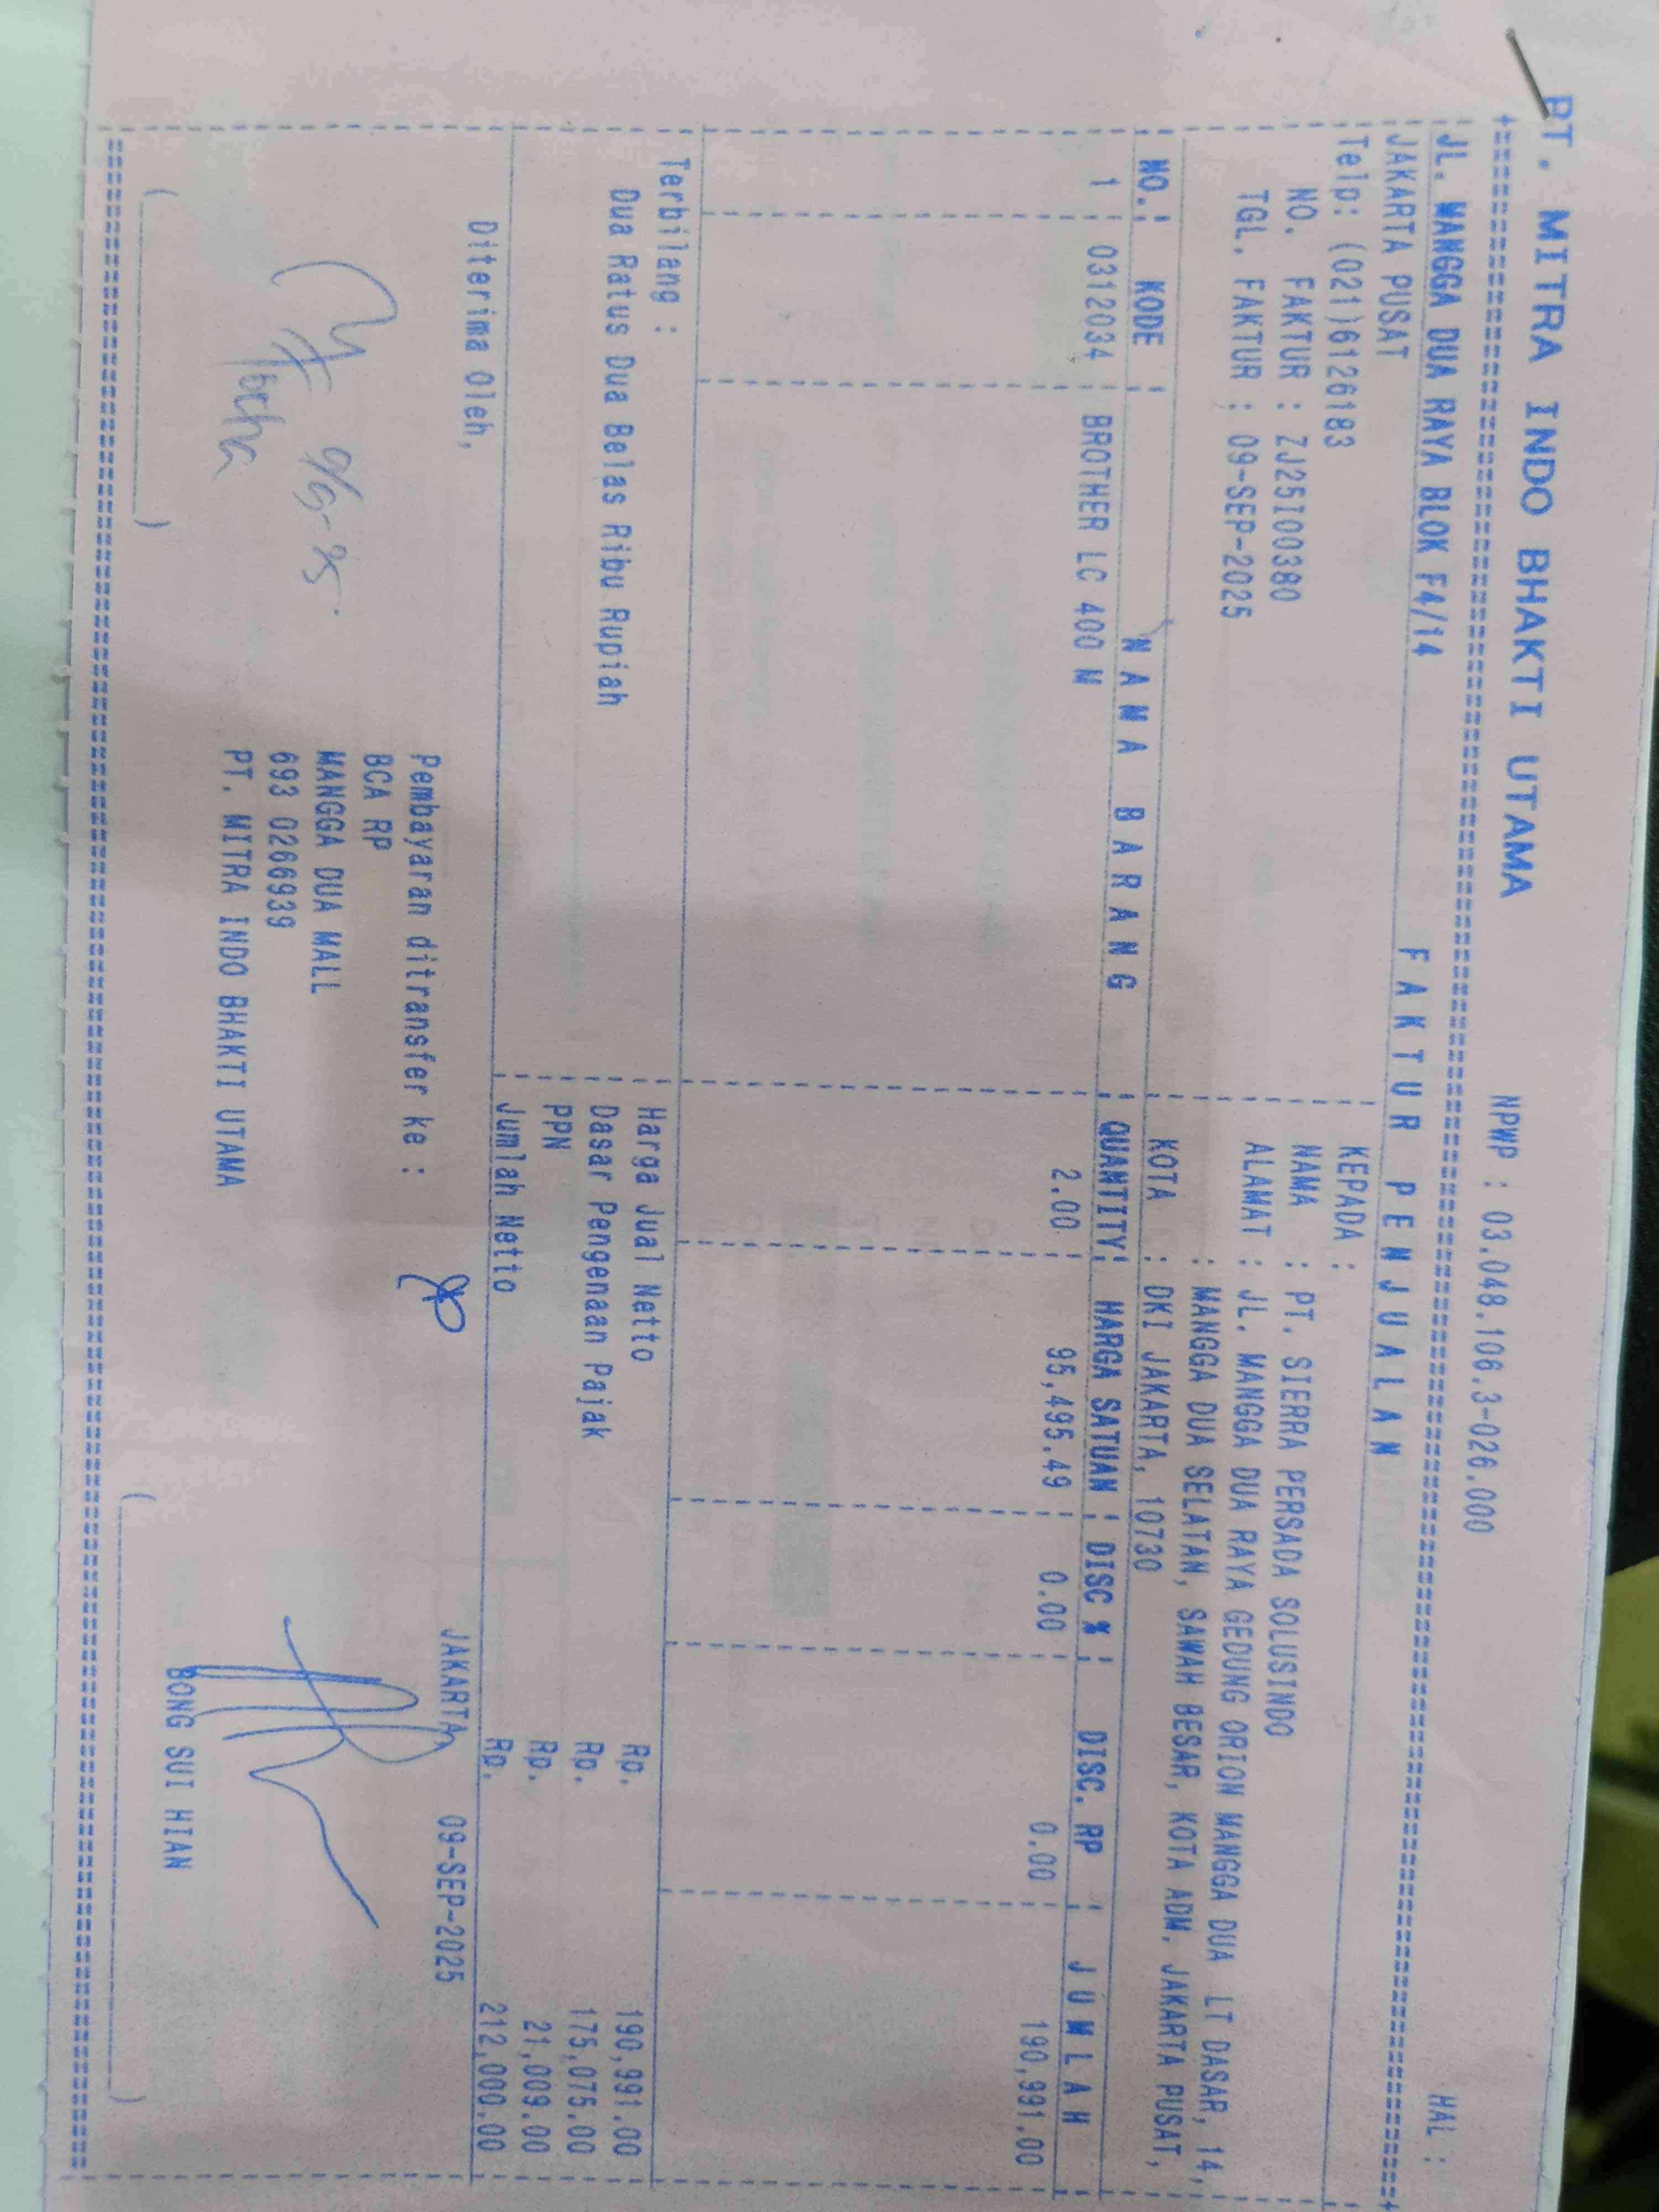 PT. MITRA INDO BHAKTI UTAMA
NPWP : 03.048.106.3-026.000
JL. MANGGA DUA RAYA BLOK F4/14
HAL :
JAKARTA PUSAT
FAKTUR PENJUALAN
Telp: (021)6126183
KEPADA :
NO. FAKTUR : ZJ25I00380
NAMA : PT. SIERRA PERSADA SOLUSINDO
TGL. FAKTUR : 09-SEP-2025
ALAMAT : JL. MANGGA DUA RAYA GEDUNG ORION MANGGA DUA LT DASAR, 14,
: MANGGA DUA SELATAN, SAWAH BESAR, KOTA ADM. JAKARTA PUSAT,
KOTA : DKI JAKARTA, 10730
NO. KODE NAMA BARANG QUANTITY HARGA SATUAN DISC % DISC. RP JUMLAH
1 0312034 BROTHER LC 400 M 2.00 95,495.49 0.00 0.00 190,991.00
Terbilang :
Dua Ratus Dua Belas Ribu Rupiah
Harga Jual Netto Rp. 190,991.00
Dasar Pengenaan Pajak Rp. 175,075.00
PPN Rp. 21,009.00
Jumlah Netto Rp. 212,000.00
Diterima Oleh,
Pembayaran ditransfer ke :
JAKARTA 09-SEP-2025
BCA RP
MANGGA DUA MALL
693 0266939
PT. MITRA INDO BHAKTI UTAMA
BONG SUI HIAN